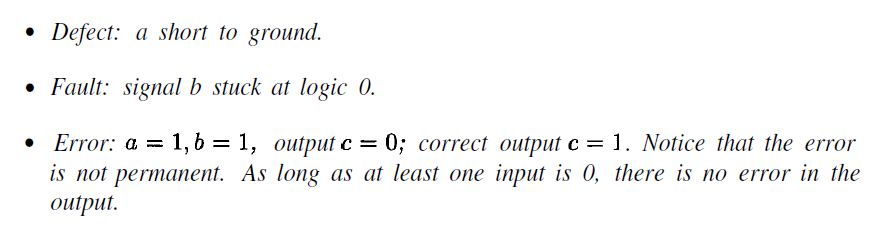 • Defect: a short to ground.
• Fault: signal b stuck at logic 0.
• Error: a = 1, b = 1, output c = 0; correct output c = 1. Notice that the error
is not permanent. As long as at least one input is 0, there is no error in the
output.